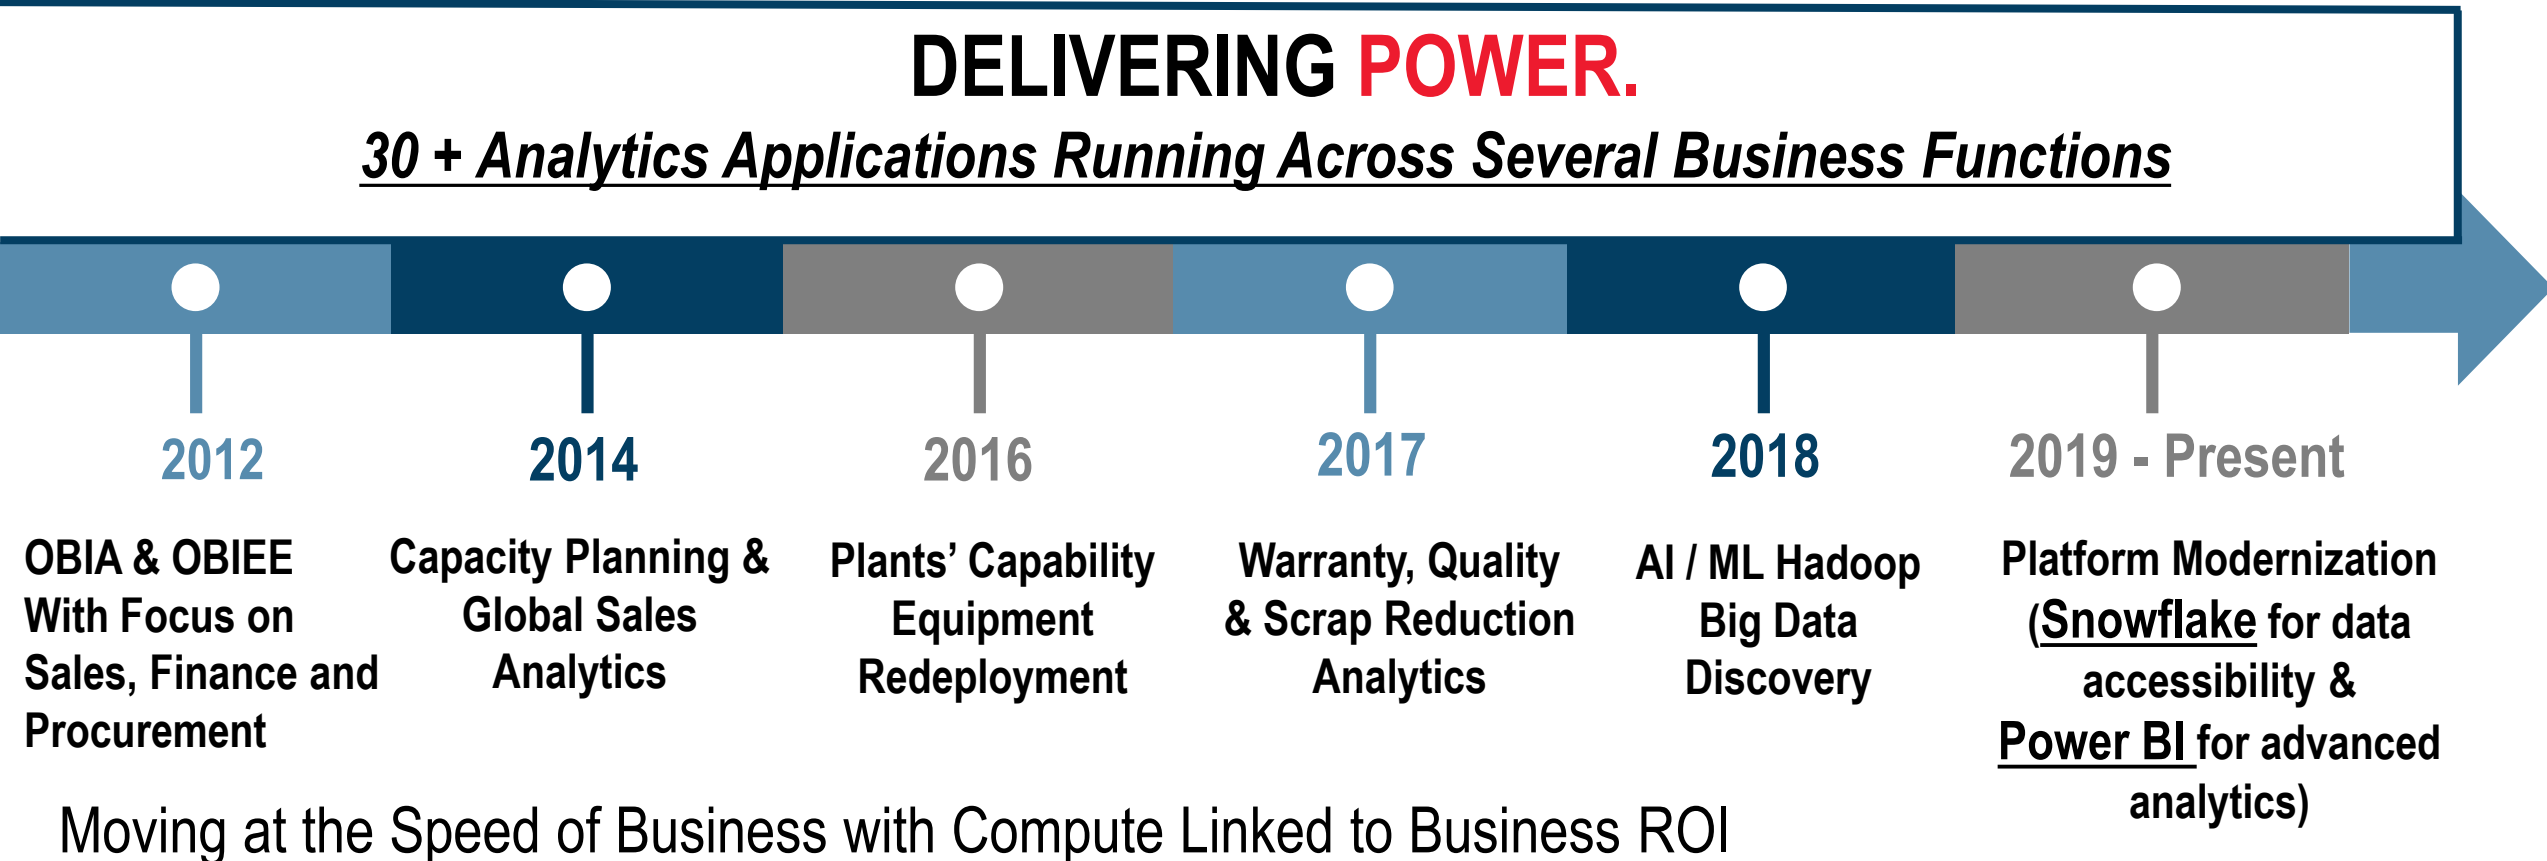 DELIVERING POWER.
30 + Analytics Applications Running Across Several Business Functions
2012
OBIA & OBIEE
With Focus on
Sales, Finance and
Procurement
2014
Capacity Planning &
Global Sales
Analytics
2016
Plants’ Capability
Equipment
Redeployment
2017
Warranty, Quality
& Scrap Reduction
Analytics
2018
AI / ML Hadoop
Big Data
Discovery
2019 - Present
Platform Modernization
(Snowflake for data
accessibility &
Power BI for advanced
analytics)
Moving at the Speed of Business with Compute Linked to Business ROI